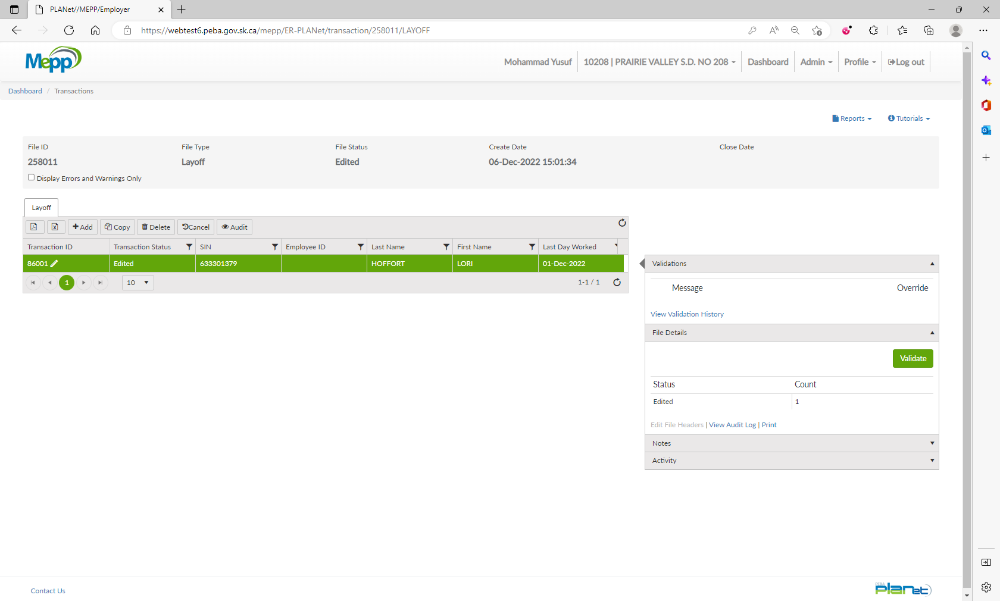 PLANet//MEPP/Employer
https://webtest6.peba.gov.sk.ca/mepp/ER-PLANet/transaction/258011/LAYOFF
Mepp
Mohammad Yusuf
10208 | PRAIRIE VALLEY S.D. NO 208
Dashboard
Admin
Profile
Log out
Dashboard / Transactions
Reports
Tutorials
File ID
File Type
File Status
Create Date
Close Date
258011
Layoff
Edited
06-Dec-2022 15:01:34
Display Errors and Warnings Only
Layoff
Add
Copy
Delete
Cancel
Audit
Transaction ID
Transaction Status
SIN
Employee ID
Last Name
First Name
Last Day Worked
86001
Edited
633301379
HOFFORT
LORI
01-Dec-2022
1
10
1-1 / 1
Validations
Message
Override
View Validation History
File Details
Validate
Status
Count
Edited
1
Edit File Headers | View Audit Log | Print
Notes
Activity
Contact Us
PEBA
PLANet